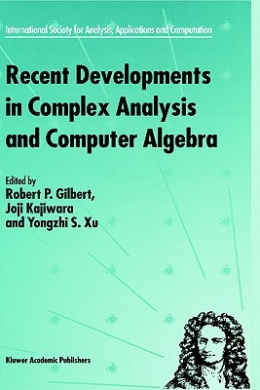 International Society for Analysis, Applications and Computation
Recent Developments
in Complex Analysis
and Computer Algebra
Edited by
Robert P. Gilbert,
Joji Kajiwara
and Yongzhi S. Xu
Kluwer Academic Publishers